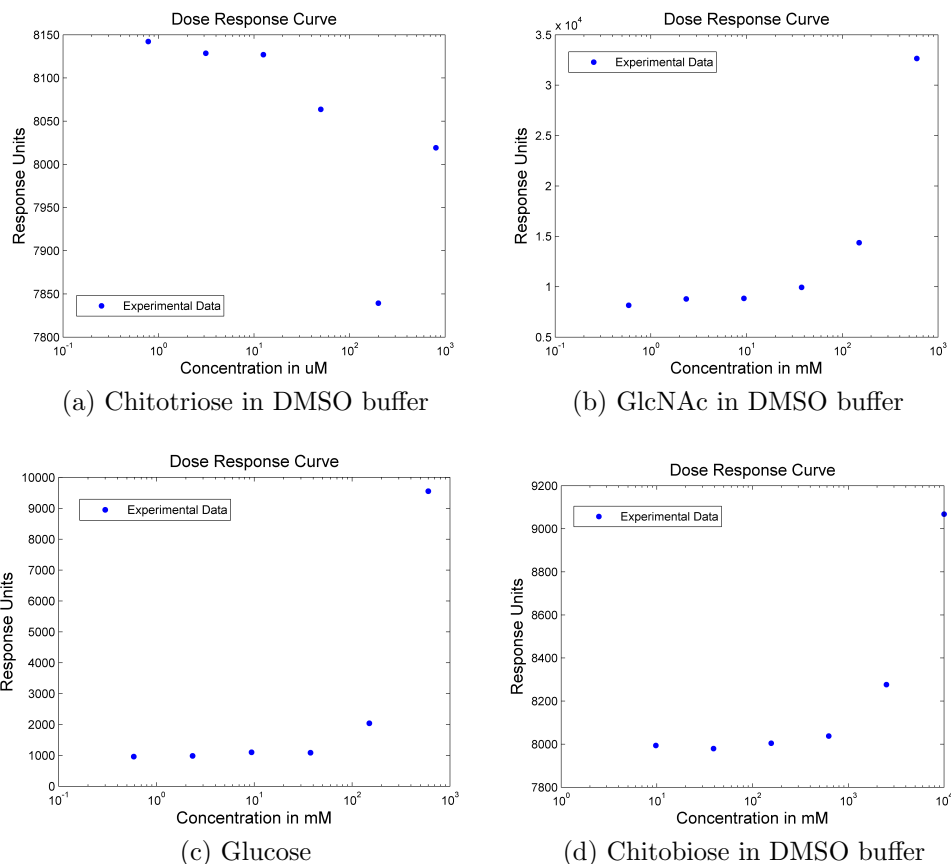 Dose Response Curve
8150
8100
8050
8000
7950
7900
7850
7800
Response Units
Experimental Data
10^-1
10^0
10^1
10^2
10^3
Concentration in uM
(a) Chitotriose in DMSO buffer
Dose Response Curve
x 10^4
3.5
3
2.5
2
1.5
1
0.5
Response Units
Experimental Data
10^-1
10^0
10^1
10^2
10^3
Concentration in mM
(b) GlcNAc in DMSO buffer
Dose Response Curve
10000
9000
8000
7000
6000
5000
4000
3000
2000
1000
0
Response Units
Experimental Data
10^-1
10^0
10^1
10^2
10^3
Concentration in mM
(c) Glucose
Dose Response Curve
9200
9000
8800
8600
8400
8200
8000
7800
Response Units
Experimental Data
10^0
10^1
10^2
10^3
10^4
Concentration in mM
(d) Chitobiose in DMSO buffer